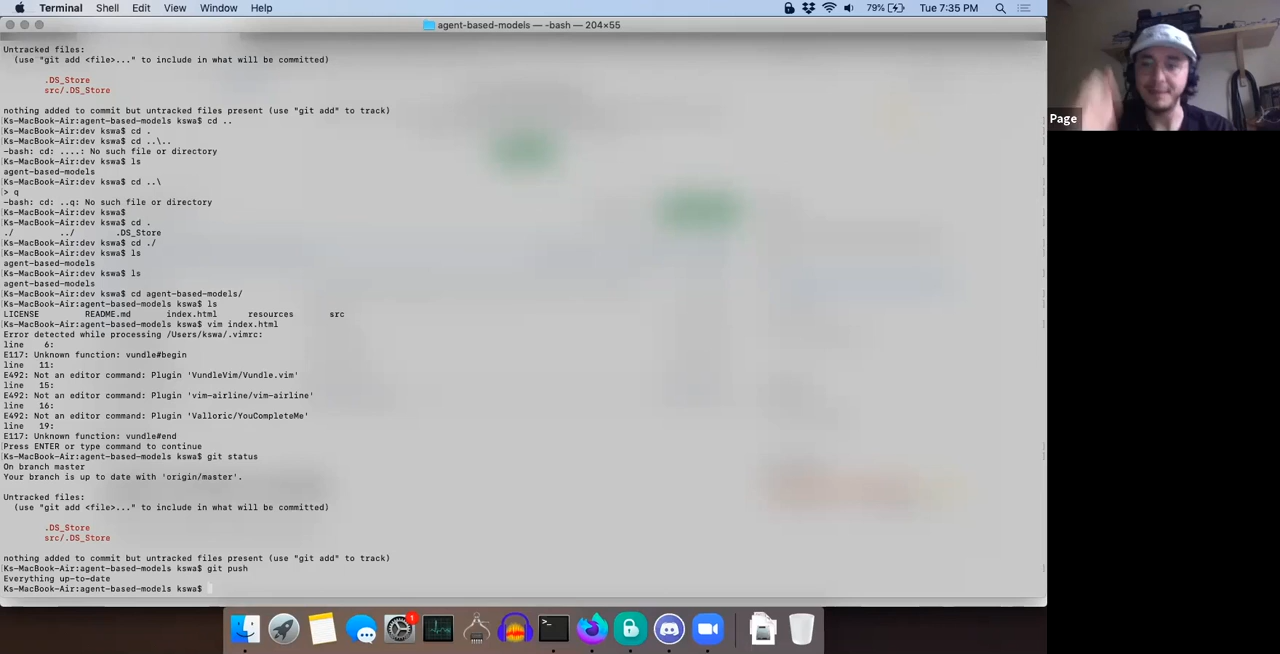 Terminal Shell Edit View Window Help 79% Tue 7:35 PM
agent-based-models — -bash — 204×55
Untracked files:
(use "git add <file>..." to include in what will be committed)
.DS_Store
src/.DS_Store
nothing added to commit but untracked files present (use "git add" to track)
Ks-MacBook-Air:agent-based-models kswa$ cd ..
Ks-MacBook-Air:dev kswa$ cd .
Ks-MacBook-Air:dev kswa$ cd ..\..
-bash: cd: ....: No such file or directory
Ks-MacBook-Air:dev kswa$ ls
agent-based-models
Ks-MacBook-Air:dev kswa$ cd ..\
> q
-bash: cd: ..q: No such file or directory
Ks-MacBook-Air:dev kswa$
Ks-MacBook-Air:dev kswa$ cd .
./ ../ .DS_Store
Ks-MacBook-Air:dev kswa$ cd ./
Ks-MacBook-Air:dev kswa$ ls
agent-based-models
Ks-MacBook-Air:dev kswa$ ls
agent-based-models
Ks-MacBook-Air:dev kswa$ cd agent-based-models/
Ks-MacBook-Air:agent-based-models kswa$ ls
LICENSE README.md index.html resources src
Ks-MacBook-Air:agent-based-models kswa$ vim index.html
Error detected while processing /Users/kswa/.vimrc:
line 6:
E117: Unknown function: vundle#begin
line 11:
E492: Not an editor command: Plugin 'VundleVim/Vundle.vim'
line 15:
E492: Not an editor command: Plugin 'vim-airline/vim-airline'
line 16:
E492: Not an editor command: Plugin 'Valloric/YouCompleteMe'
line 19:
E117: Unknown function: vundle#end
Press ENTER or type command to continue
Ks-MacBook-Air:agent-based-models kswa$ git status
On branch master
Your branch is up to date with 'origin/master'.
Untracked files:
(use "git add <file>..." to include in what will be committed)
.DS_Store
src/.DS_Store
nothing added to commit but untracked files present (use "git add" to track)
Ks-MacBook-Air:agent-based-models kswa$ git push
Everything up-to-date
Ks-MacBook-Air:agent-based-models kswa$
Page
1
>_